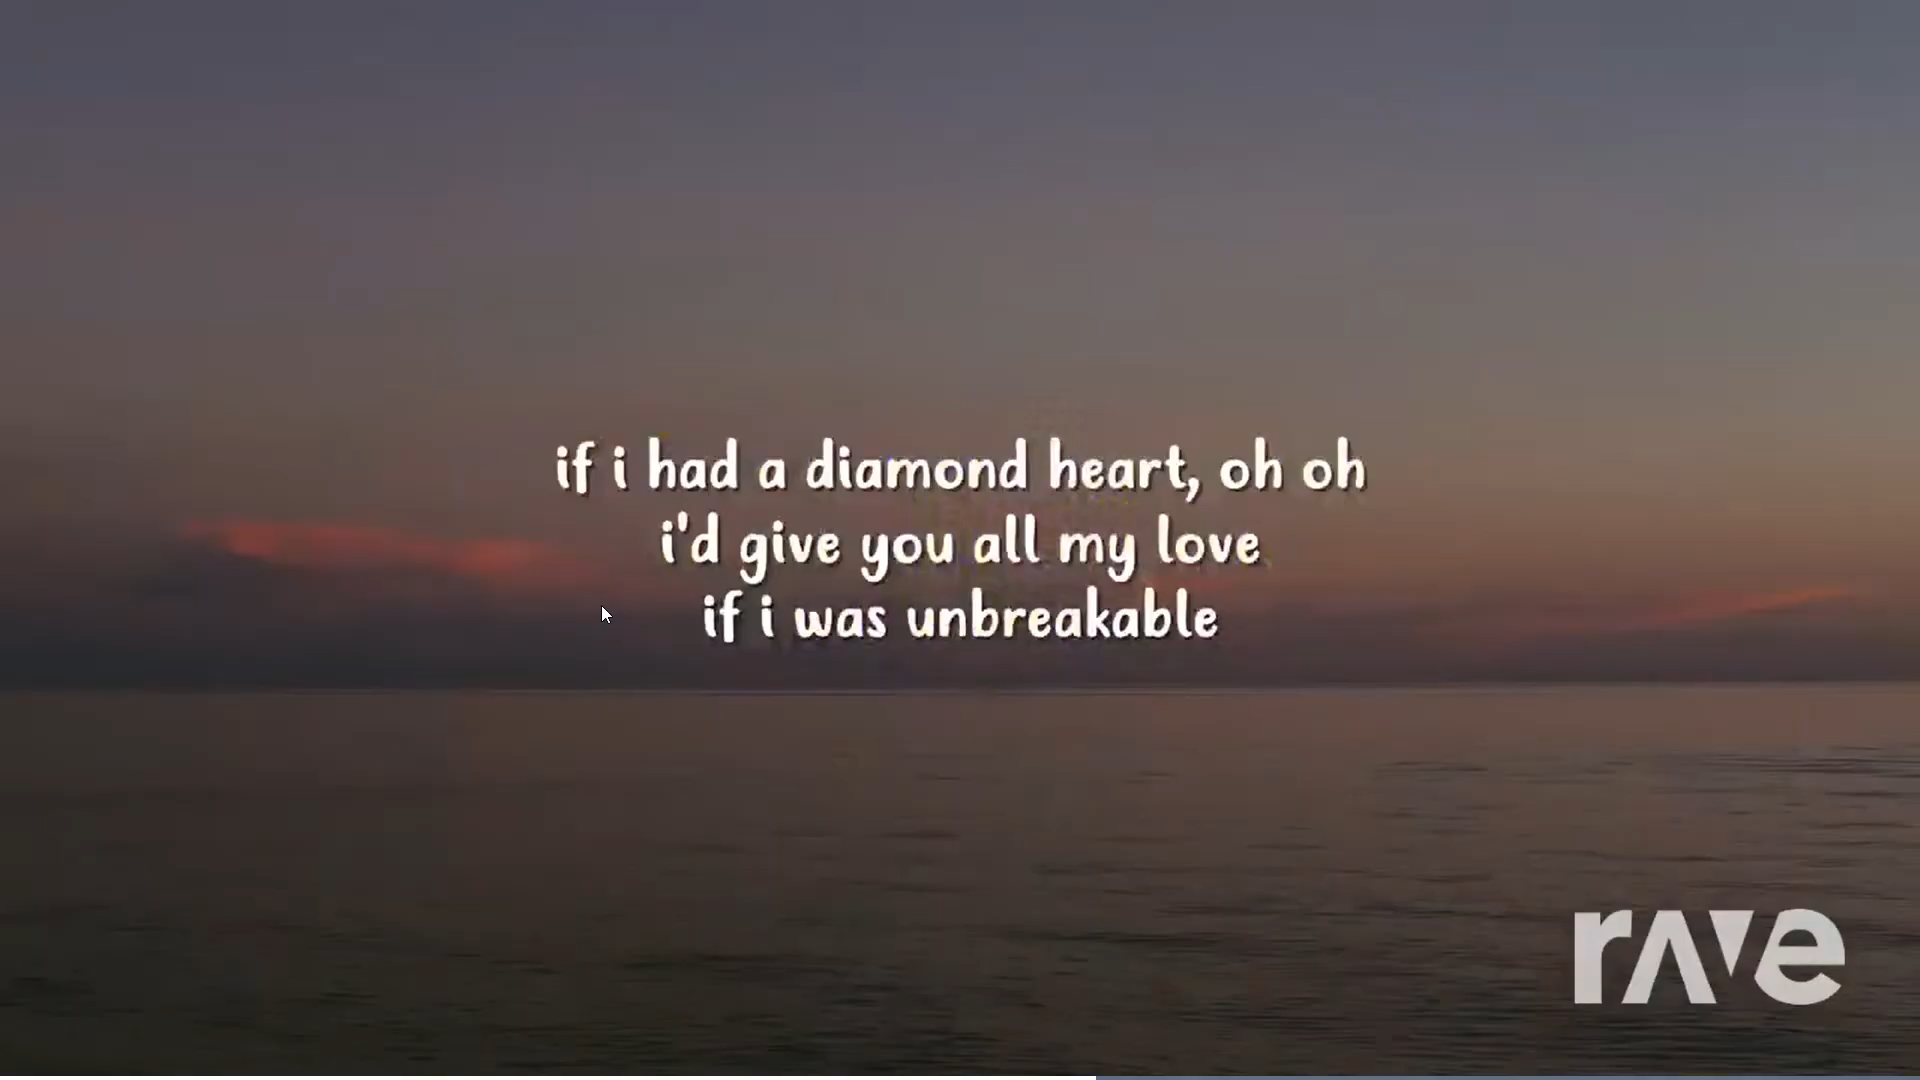 if i had a diamond heart, oh oh
i'd give you all my love
if i was unbreakable
rave